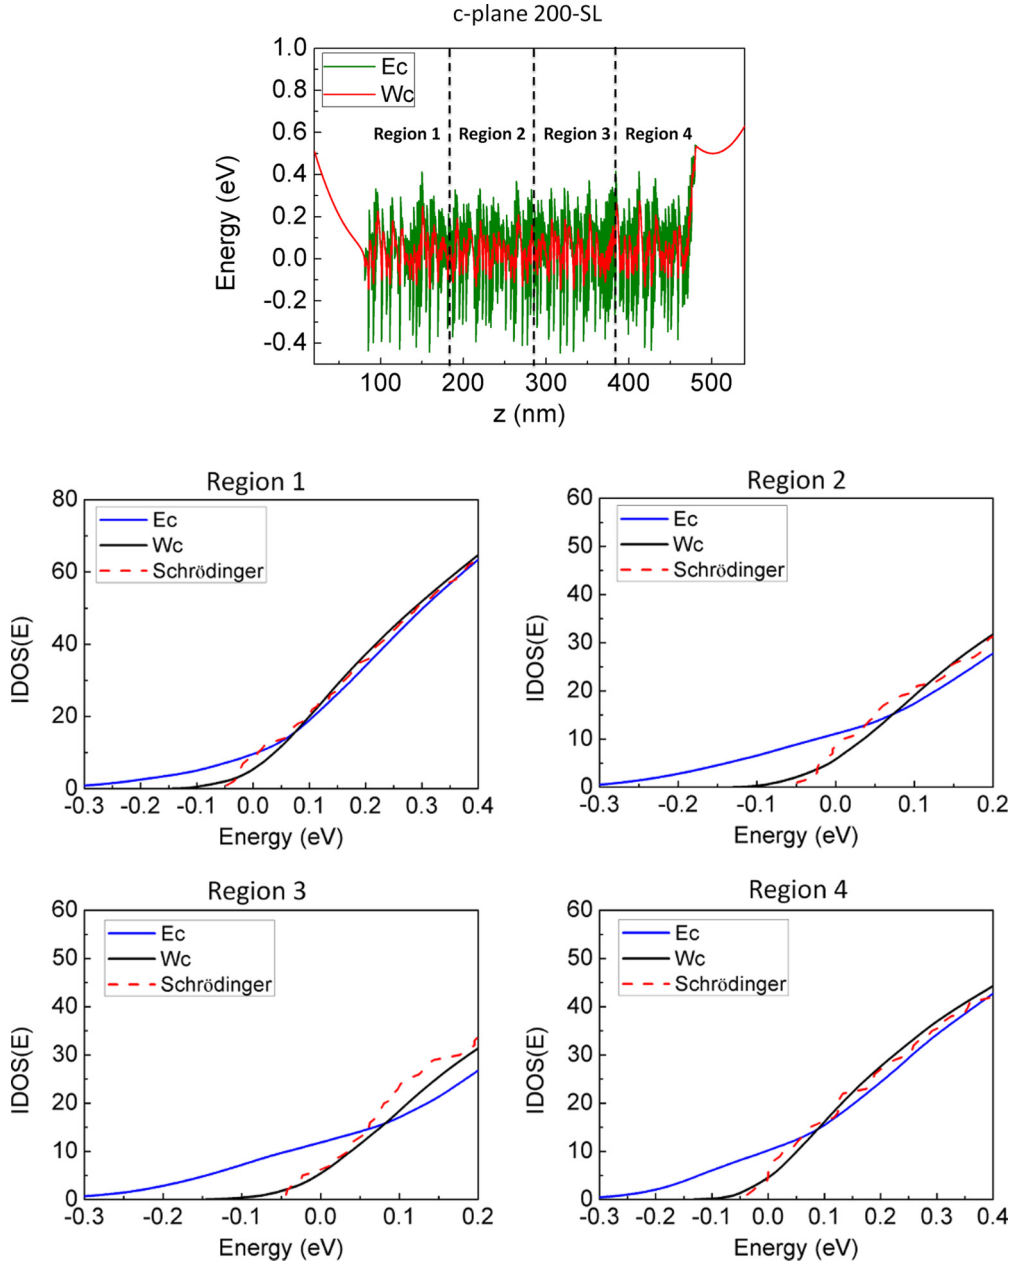 c-plane 200-SL
1.0
0.8
0.6
0.4
0.2
0.0
-0.2
-0.4
Energy (eV)
Ec
Wc
Region 1 Region 2 Region 3 Region 4
100 200 300 400 500
z (nm)
Region 1
80
60
40
20
0
IDOS(E)
Ec
Wc
Schrödinger
-0.3 -0.2 -0.1 0.0 0.1 0.2 0.3 0.4
Energy (eV)
Region 2
60
50
40
30
20
10
0
IDOS(E)
Ec
Wc
Schrödinger
-0.3 -0.2 -0.1 0.0 0.1 0.2
Energy (eV)
Region 3
60
50
40
30
20
10
0
IDOS(E)
Ec
Wc
Schrödinger
-0.3 -0.2 -0.1 0.0 0.1 0.2
Energy (eV)
Region 4
60
50
40
30
20
10
0
IDOS(E)
Ec
Wc
Schrödinger
-0.3 -0.2 -0.1 0.0 0.1 0.2 0.3 0.4
Energy (eV)